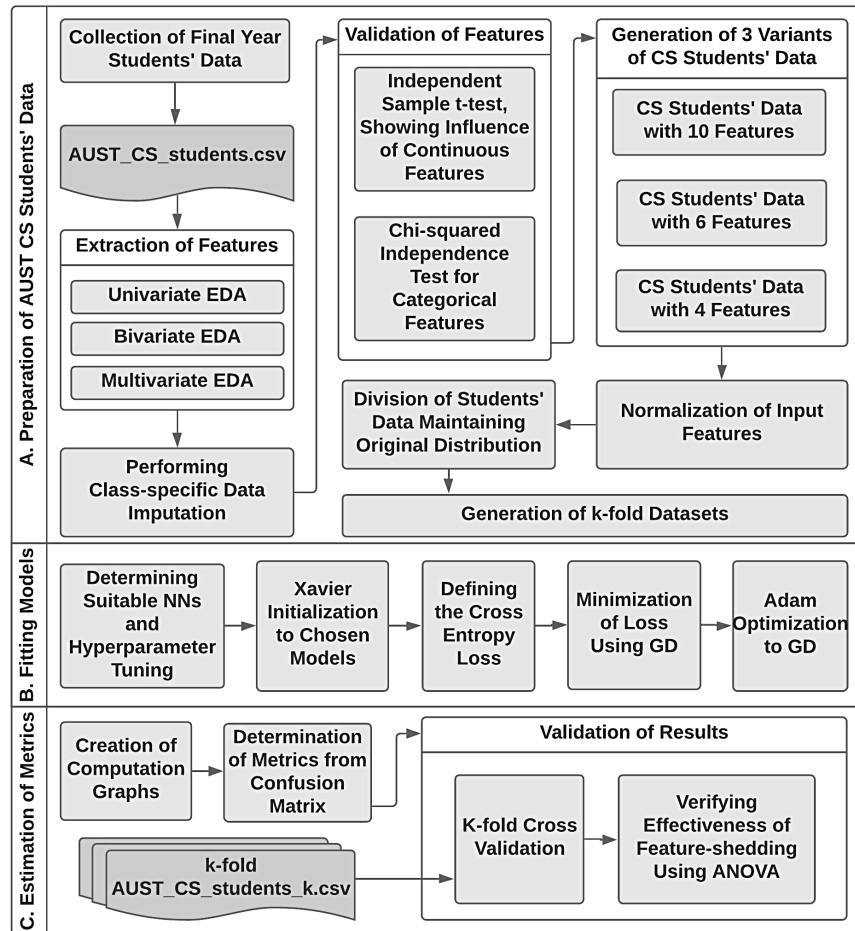 A. Preparation of AUST CS Students' Data
Collection of Final Year
Students' Data
AUST_CS_students.csv
Extraction of Features
Univariate EDA
Bivariate EDA
Multivariate EDA
Performing
Class-specific Data
Imputation
Validation of Features
Independent
Sample t-test,
Showing Influence
of Continuous
Features
Chi-squared
Independence
Test for
Categorical
Features
Generation of 3 Variants
of CS Students' Data
CS Students' Data
with 10 Features
CS Students' Data
with 6 Features
CS Students' Data
with 4 Features
Normalization of Input
Features
Division of Students'
Data Maintaining
Original Distribution
Generation of k-fold Datasets
B. Fitting Models
Determining
Suitable NNs
and
Hyperparameter
Tuning
Xavier
Initialization
to Chosen
Models
Defining
the Cross
Entropy
Loss
Minimization
of Loss
Using GD
Adam
Optimization
to GD
C. Estimation of Metrics
Creation of
Computation
Graphs
Determination
of Metrics from
Confusion
Matrix
k-fold
AUST_CS_students_k.csv
Validation of Results
K-fold Cross
Validation
Verifying
Effectiveness of
Feature-shedding
Using ANOVA